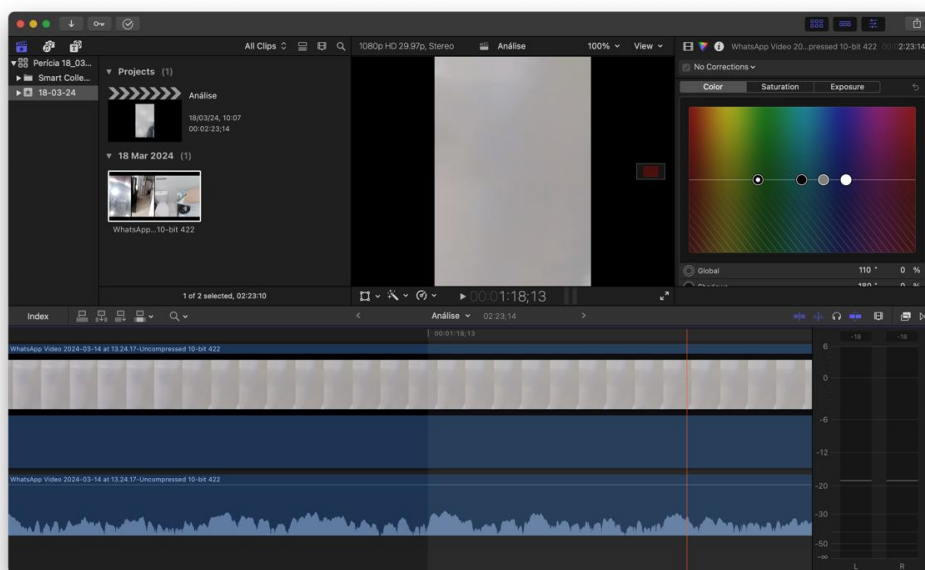 All Clips
1080p HD 29.97p, Stereo
Análise
100%
View
WhatsApp Video 20...pressed 10-bit 422
2:23:14
Perícia 18_03...
Smart Colle...
18-03-24
Projects (1)
Análise
18/03/24, 10:07
00:02:23;14
18 Mar 2024 (1)
WhatsApp...10-bit 422
1 of 2 selected, 02:23:10
00:01:18;13
No Corrections
Color
Saturation
Exposure
Global
110 °
0 %
Index
Análise
02:23;14
00:01:18;13
WhatsApp Video 2024-03-14 at 13.24.17-Uncompressed 10-bit 422
WhatsApp Video 2024-03-14 at 13.24.17-Uncompressed 10-bit 422
-18
-18
6
0
-6
-12
-20
-30
-50
-∞
L
R